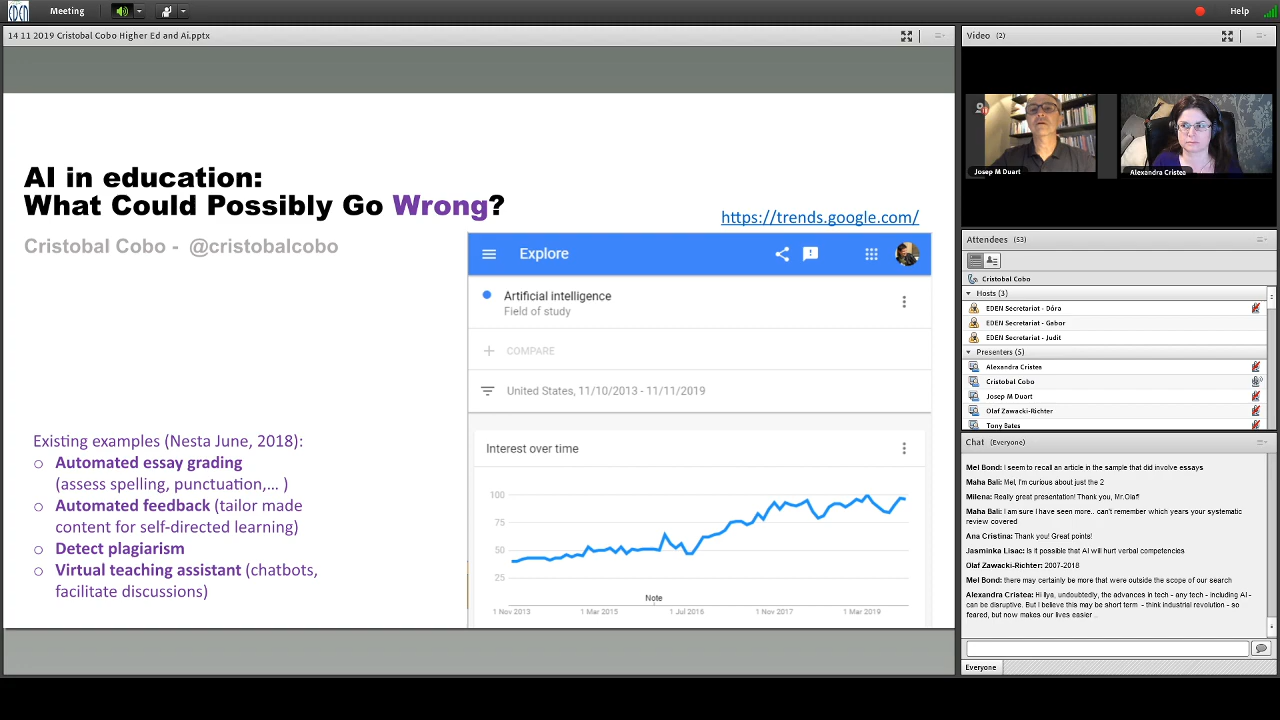 EDEN
Meeting
Help
14 11 2019 Cristobal Cobo Higher Ed and Ai.pptx
AI in education:
What Could Possibly Go Wrong?
Cristobal Cobo - @cristobalcobo
https://trends.google.com/
Explore
Artificial intelligence
Field of study
COMPARE
United States, 11/10/2013 - 11/11/2019
Interest over time
100
75
50
25
Note
1 Nov 2013
1 Mar 2015
1 Jul 2016
1 Nov 2017
1 Mar 2019
Existing examples (Nesta June, 2018):
o Automated essay grading
(assess spelling, punctuation,... )
o Automated feedback (tailor made
content for self-directed learning)
o Detect plagiarism
o Virtual teaching assistant (chatbots,
facilitate discussions)
Video (2)
Josep M Duart
Alexandra Cristea
Attendees (53)
Cristobal Cobo
Hosts (3)
EDEN Secretariat - Dóra
EDEN Secretariat - Gabor
EDEN Secretariat - Judit
Presenters (5)
Alexandra Cristea
Cristobal Cobo
Josep M Duart
Olaf Zawacki-Richter
Tony Bates
Chat (Everyone)
Mel Bond: I seem to recall an article in the sample that did involve essays
Maha Bali: Mel, I'm curious about just the 2
Milena: Really great presentation! Thank you, Mr.Olaf!
Maha Bali: I am sure I have seen more.. can't remember which years your systematic
review covered
Ana Cristina: Thank you! Great points!
Jasminka Lisac: Is it possible that AI will hurt verbal competencies
Olaf Zawacki-Richter: 2007-2018
Mel Bond: there may certainly be more that were outside the scope of our search
Alexandra Cristea: Hi Ilya, undoubtedly, the advances in tech - any tech - including AI -
can be disruptive. But I believe this may be short term - think industrial revolution - so
feared, but now makes our lives easier ..
Everyone